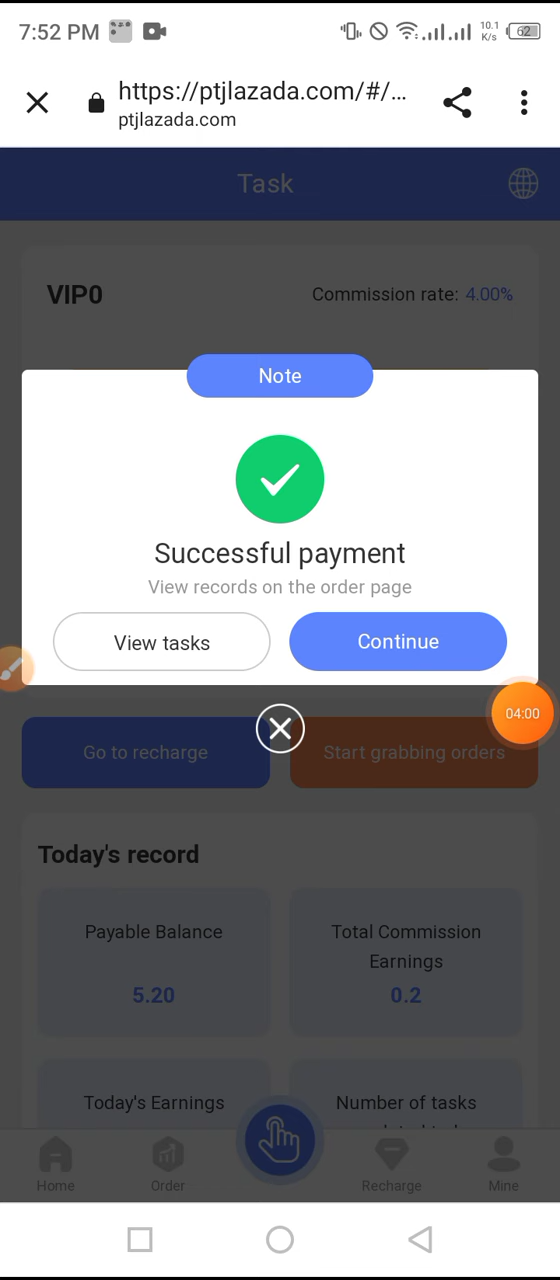 7:52 PM
10.1
K/s
62
https://ptjlazada.com/#/...
ptjlazada.com
Task
VIP0
Commission rate: 4.00%
Note
Successful payment
View records on the order page
View tasks
Continue
04:00
Go to recharge
Start grabbing orders
Today's record
Payable Balance
5.20
Total Commission
Earnings
0.2
Today's Earnings
Number of tasks
Home
Order
Recharge
Mine